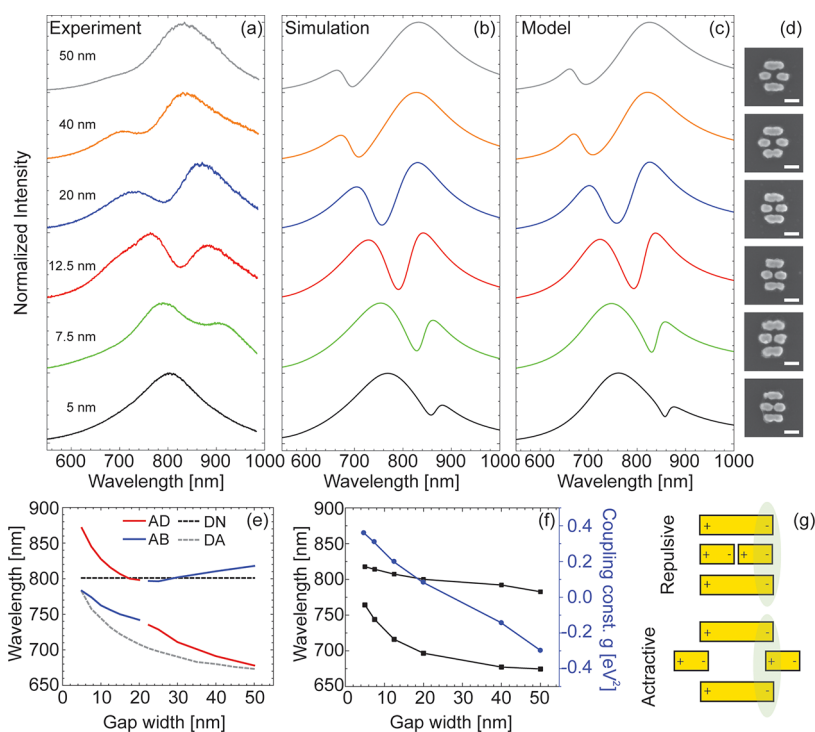 Experiment (a)
Simulation (b)
Model (c)
(d)
50 nm
40 nm
20 nm
12.5 nm
7.5 nm
5 nm
Normalized Intensity
600 700 800 900 1000
600 700 800 900 1000
600 700 800 900 1000
Wavelength [nm]
Wavelength [nm]
Wavelength [nm]
(e)
AD
AB
DN
DA
900
850
800
750
700
650
Wavelength [nm]
0 10 20 30 40 50
Gap width [nm]
(f)
900
850
800
750
700
650
Wavelength [nm]
0 10 20 30 40 50
Gap width [nm]
0.4
0.2
0.0
-0.2
-0.4
Coupling const. g [eV²]
(g)
Repulsive
+ -
+ - + -
+ -
Actractive
+ -
+ - + -
+ -